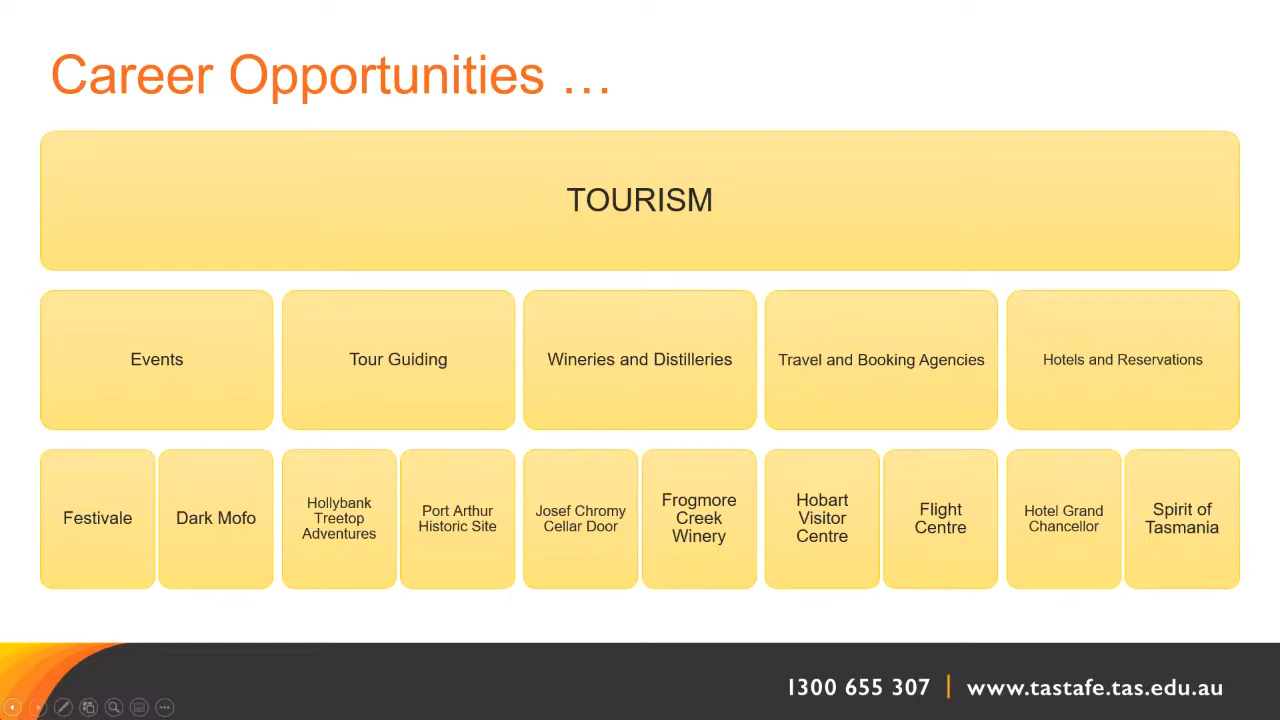 Career Opportunities …
TOURISM
Events
Tour Guiding
Wineries and Distilleries
Travel and Booking Agencies
Hotels and Reservations
Festivale
Dark Mofo
Hollybank
Treetop
Adventures
Port Arthur
Historic Site
Josef Chromy
Cellar Door
Frogmore
Creek
Winery
Hobart
Visitor
Centre
Flight
Centre
Hotel Grand
Chancellor
Spirit of
Tasmania
1300 655 307 | www.tastafe.tas.edu.au